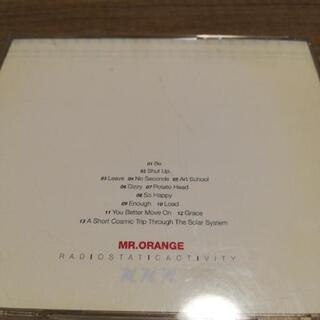 01 Be
02 Shut Up,
03 Leave 04 No Seconds 05 Art School
06 Dizzy 07 Potato Head
08 So Happy
09 Enough 10 Load
11 You Better Move On 12 Grace
13 A Short Cosmic Trip Through The Solar System
MR.ORANGE
RADIOSTATICACTIVITY